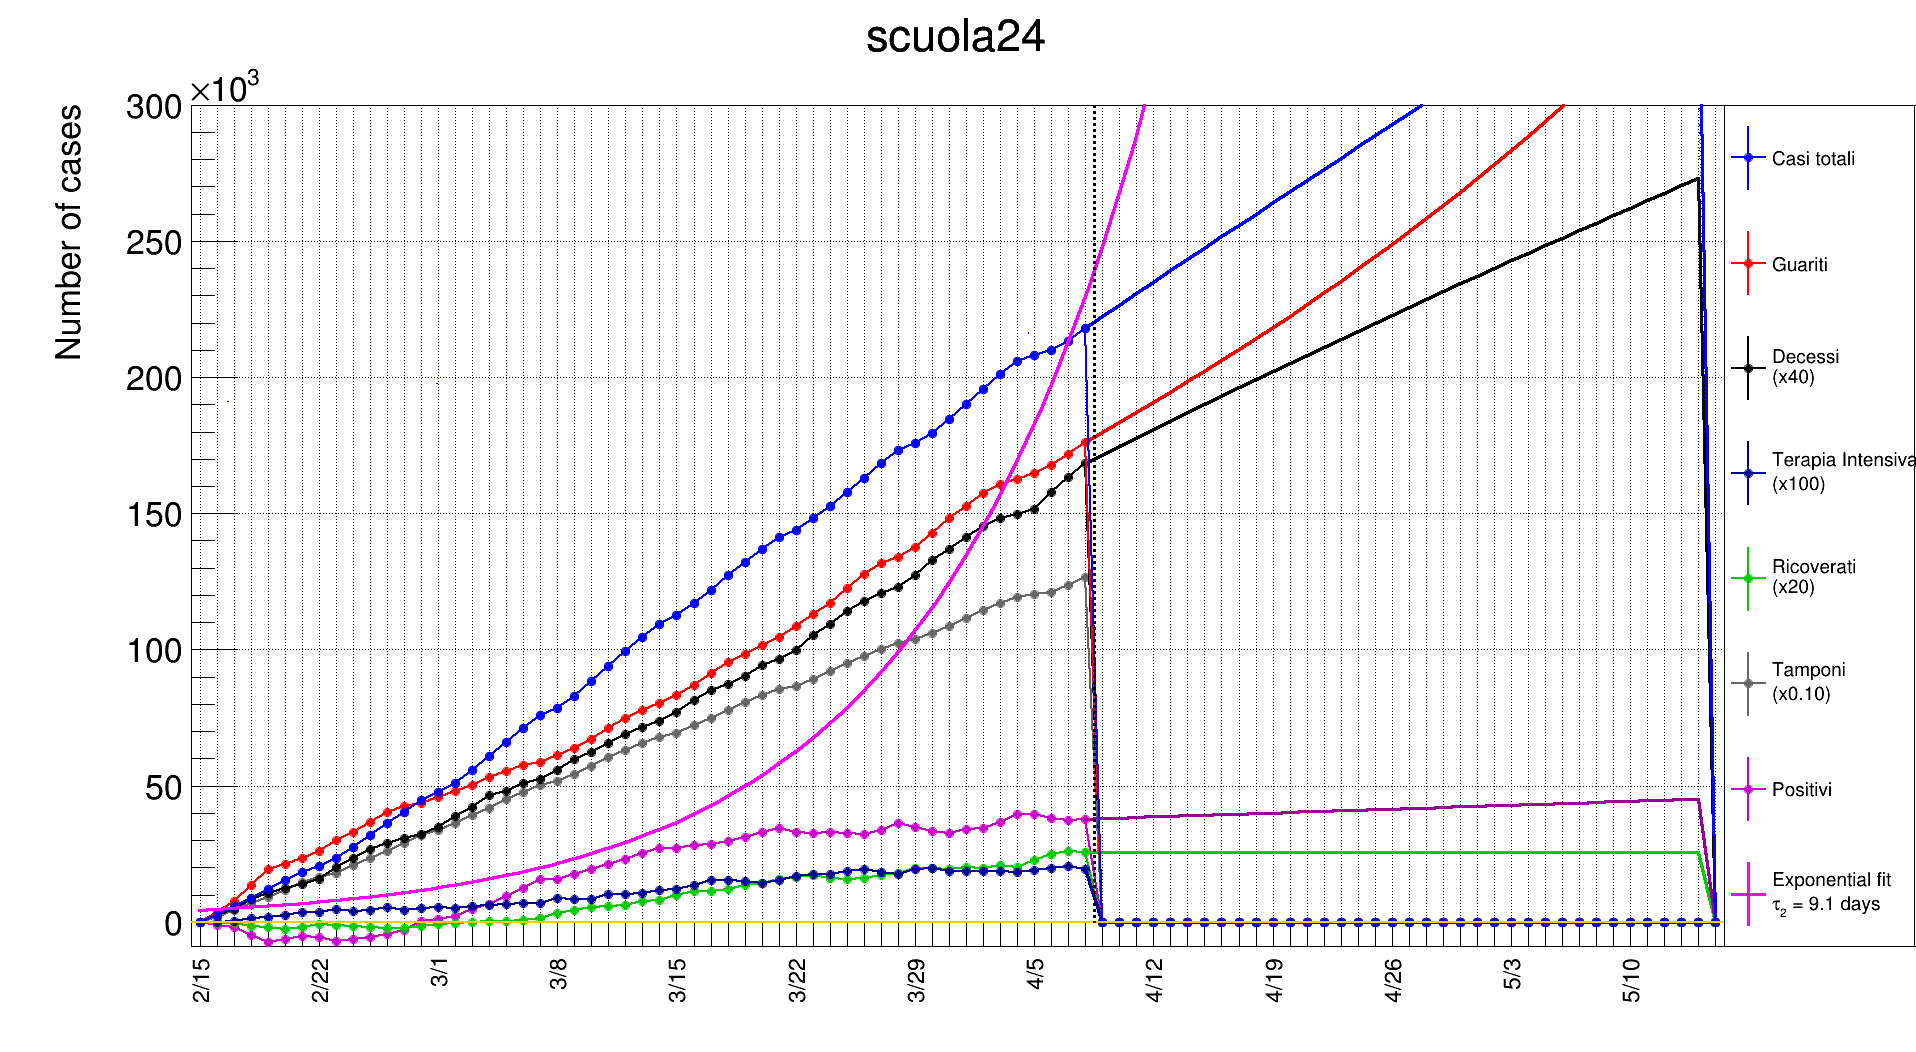 scuola24
×10³
Number of cases
300
250
200
150
100
50
0
2/15
2/22
3/1
3/8
3/15
3/22
3/29
4/5
4/12
4/19
4/26
5/3
5/10
Casi totali
Guariti
Decessi
(x40)
Terapia Intensiva
(x100)
Ricoverati
(x20)
Tamponi
(x0.10)
Positivi
Exponential fit
τ₂ = 9.1 days